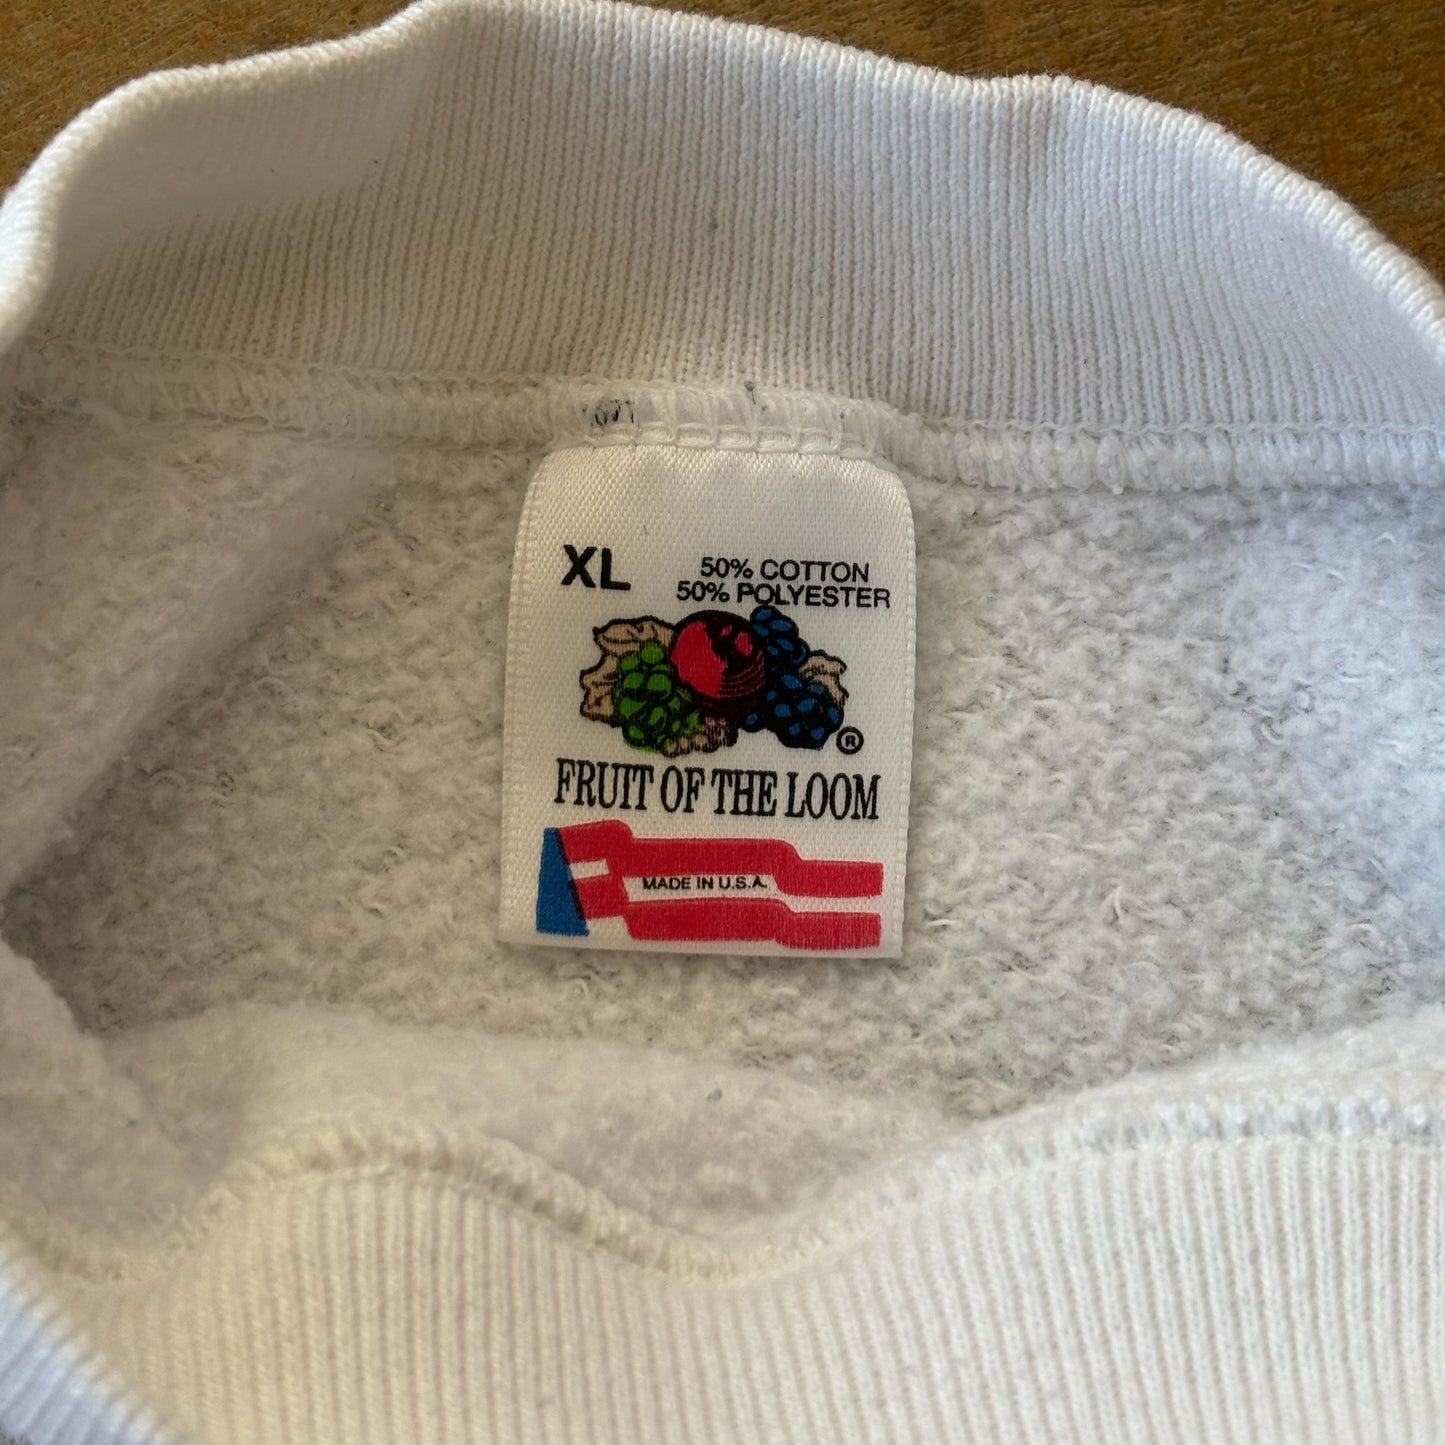 XL
50% COTTON
50% POLYESTER
®
FRUIT OF THE LOOM
MADE IN U.S.A.